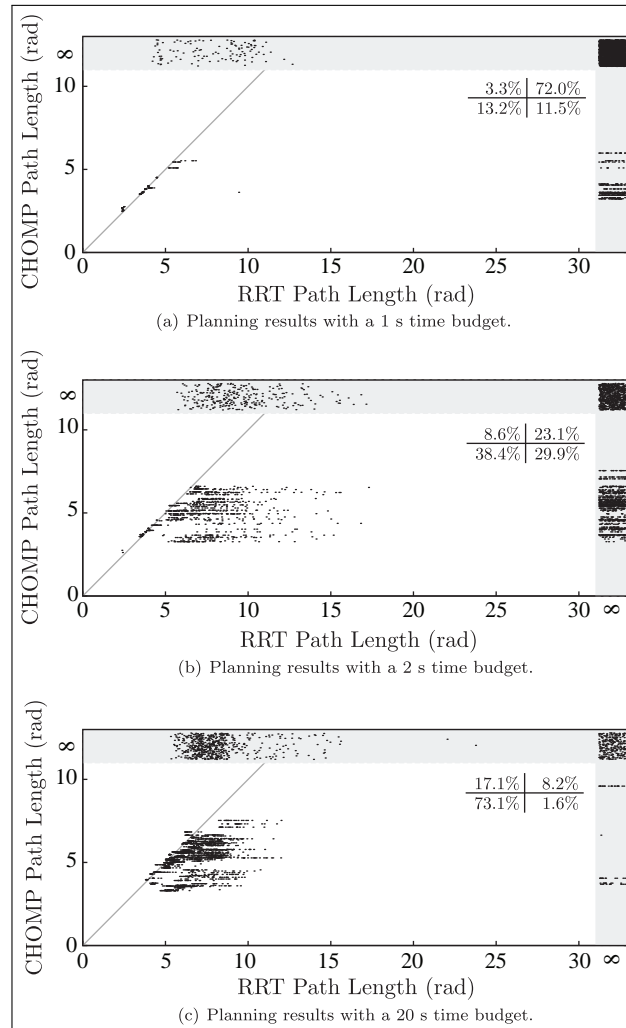 CHOMP Path Length (rad)
∞
10
5
0
3.3% 72.0%
13.2% 11.5%
0 5 10 15 20 25 30
RRT Path Length (rad)
(a) Planning results with a 1 s time budget.
CHOMP Path Length (rad)
∞
10
5
0
8.6% 23.1%
38.4% 29.9%
0 5 10 15 20 25 30 ∞
RRT Path Length (rad)
(b) Planning results with a 2 s time budget.
CHOMP Path Length (rad)
∞
10
5
0
17.1% 8.2%
73.1% 1.6%
0 5 10 15 20 25 30 ∞
RRT Path Length (rad)
(c) Planning results with a 20 s time budget.